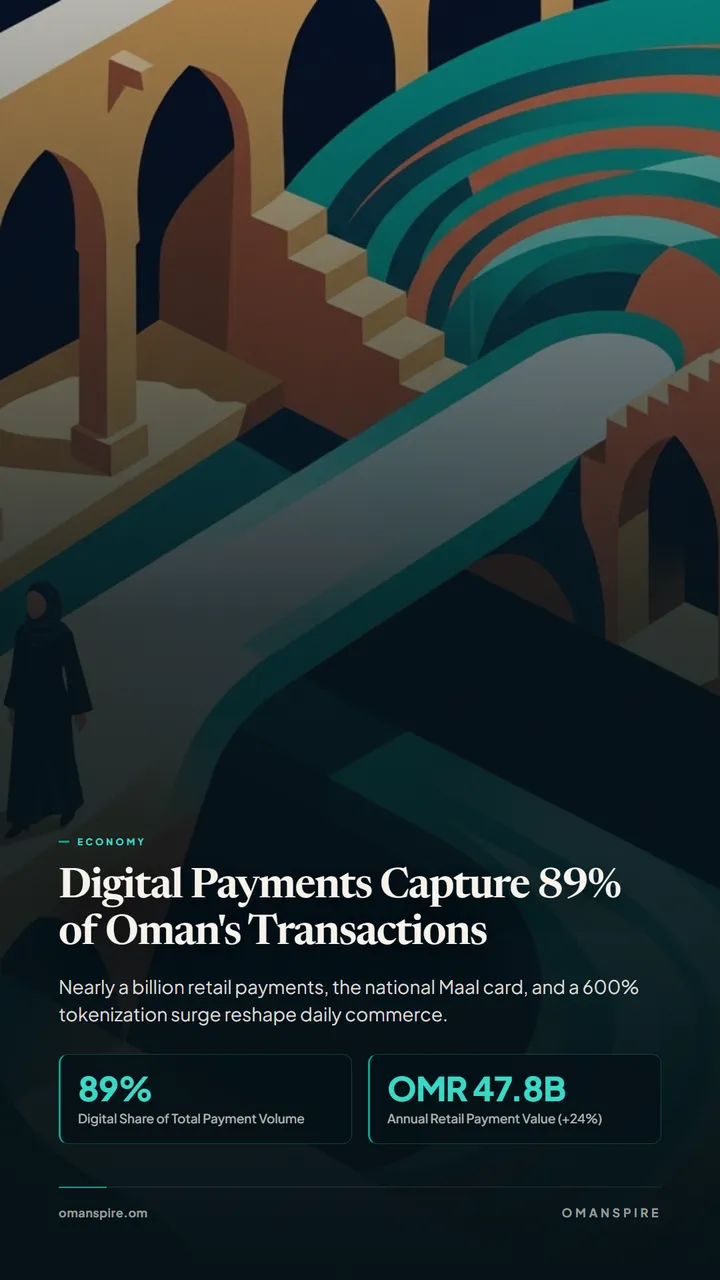 — ECONOMY
Digital Payments Capture 89%
of Oman's Transactions
Nearly a billion retail payments, the national Maal card, and a 600%
tokenization surge reshape daily commerce.
89%
Digital Share of Total Payment Volume
OMR 47.8B
Annual Retail Payment Value (+24%)
omanspire.om
OMANSPIRE